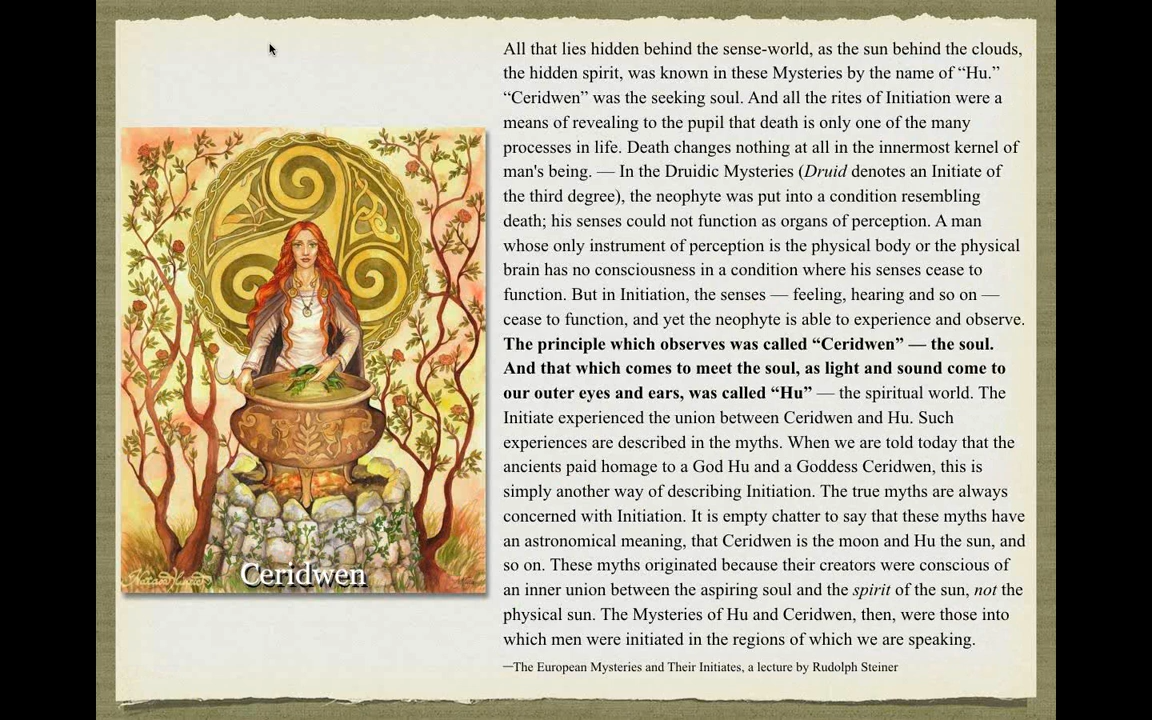 All that lies hidden behind the sense-world, as the sun behind the clouds,
the hidden spirit, was known in these Mysteries by the name of “Hu.”
“Ceridwen” was the seeking soul. And all the rites of Initiation were a
means of revealing to the pupil that death is only one of the many
processes in life. Death changes nothing at all in the innermost kernel of
man's being. — In the Druidic Mysteries (Druid denotes an Initiate of
the third degree), the neophyte was put into a condition resembling
death; his senses could not function as organs of perception. A man
whose only instrument of perception is the physical body or the physical
brain has no consciousness in a condition where his senses cease to
function. But in Initiation, the senses — feeling, hearing and so on —
cease to function, and yet the neophyte is able to experience and observe.
The principle which observes was called “Ceridwen” — the soul.
And that which comes to meet the soul, as light and sound come to
our outer eyes and ears, was called “Hu” — the spiritual world. The
Initiate experienced the union between Ceridwen and Hu. Such
experiences are described in the myths. When we are told today that the
ancients paid homage to a God Hu and a Goddess Ceridwen, this is
simply another way of describing Initiation. The true myths are always
concerned with Initiation. It is empty chatter to say that these myths have
an astronomical meaning, that Ceridwen is the moon and Hu the sun, and
so on. These myths originated because their creators were conscious of
an inner union between the aspiring soul and the spirit of the sun, not the
physical sun. The Mysteries of Hu and Ceridwen, then, were those into
which men were initiated in the regions of which we are speaking.
—The European Mysteries and Their Initiates, a lecture by Rudolph Steiner
Ceridwen